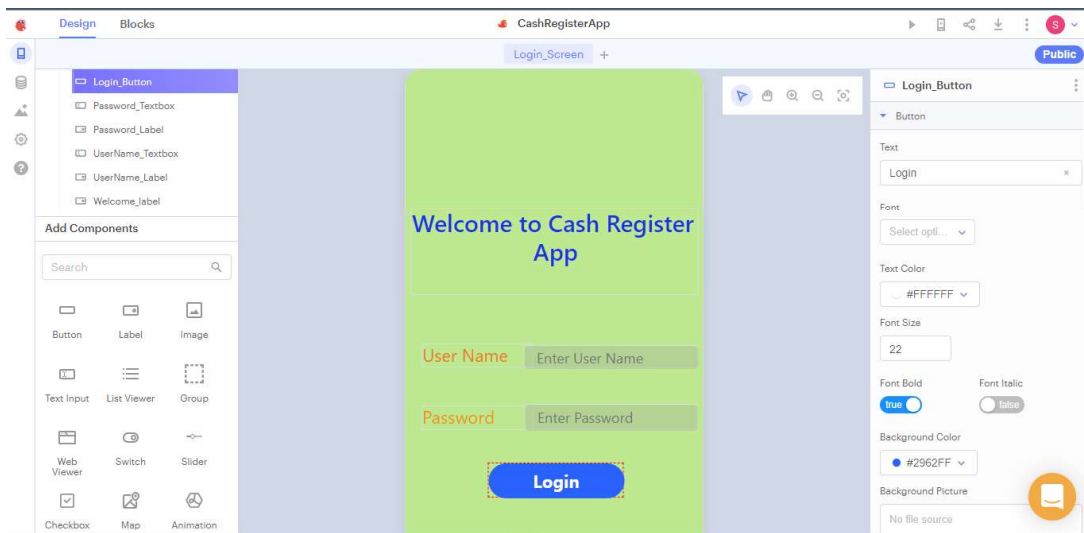 Design Blocks CashRegisterApp S
Login_Screen + Public
Login_Button
Password_Textbox
Password_Label
UserName_Textbox
UserName_Label
Welcome_label
Add Components
Search
Button Label Image
Text Input List Viewer Group
Web Viewer Switch Slider
Checkbox Map Animation
Welcome to Cash Register
App
User Name Enter User Name
Password Enter Password
Login
Login_Button
Button
Text
Login ×
Font
Select opti...
Text Color
#FFFFFF
Font Size
22
Font Bold Font Italic
true false
Background Color
#2962FF
Background Picture
No file source